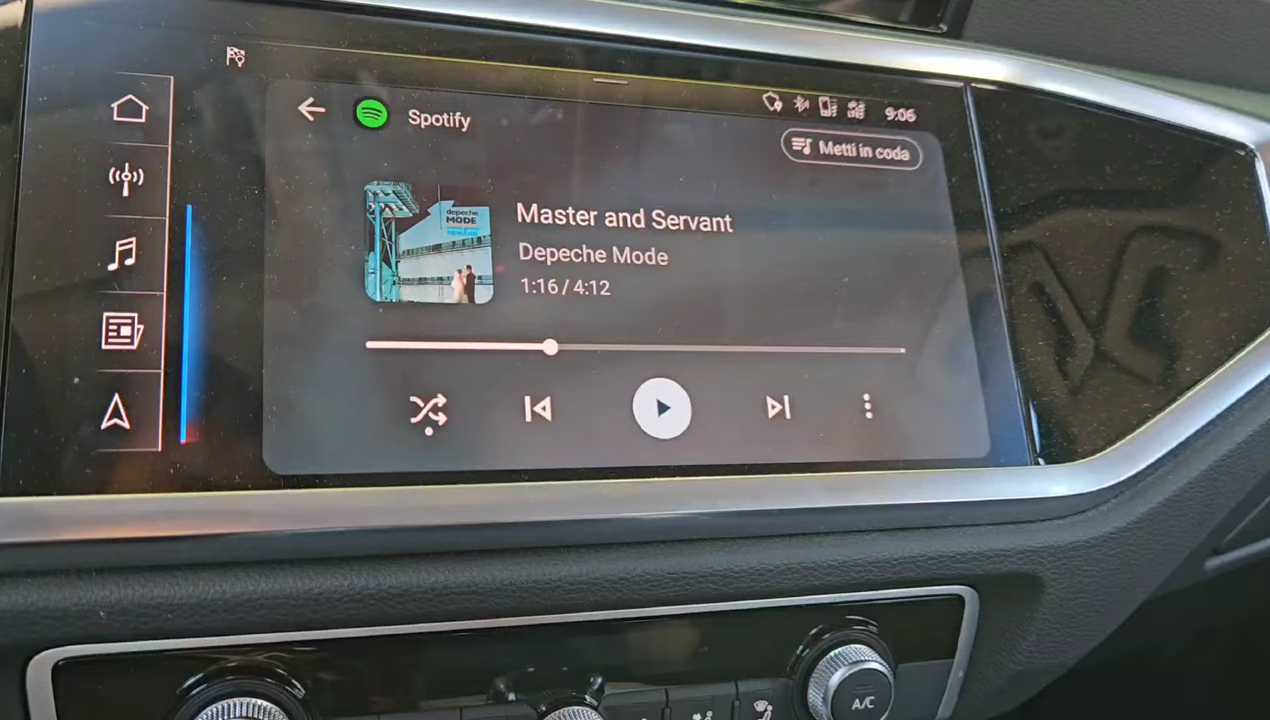 Spotify
9:06
Metti in coda
depeche
MODE
Master and Servant
Depeche Mode
1:16 / 4:12
A/C